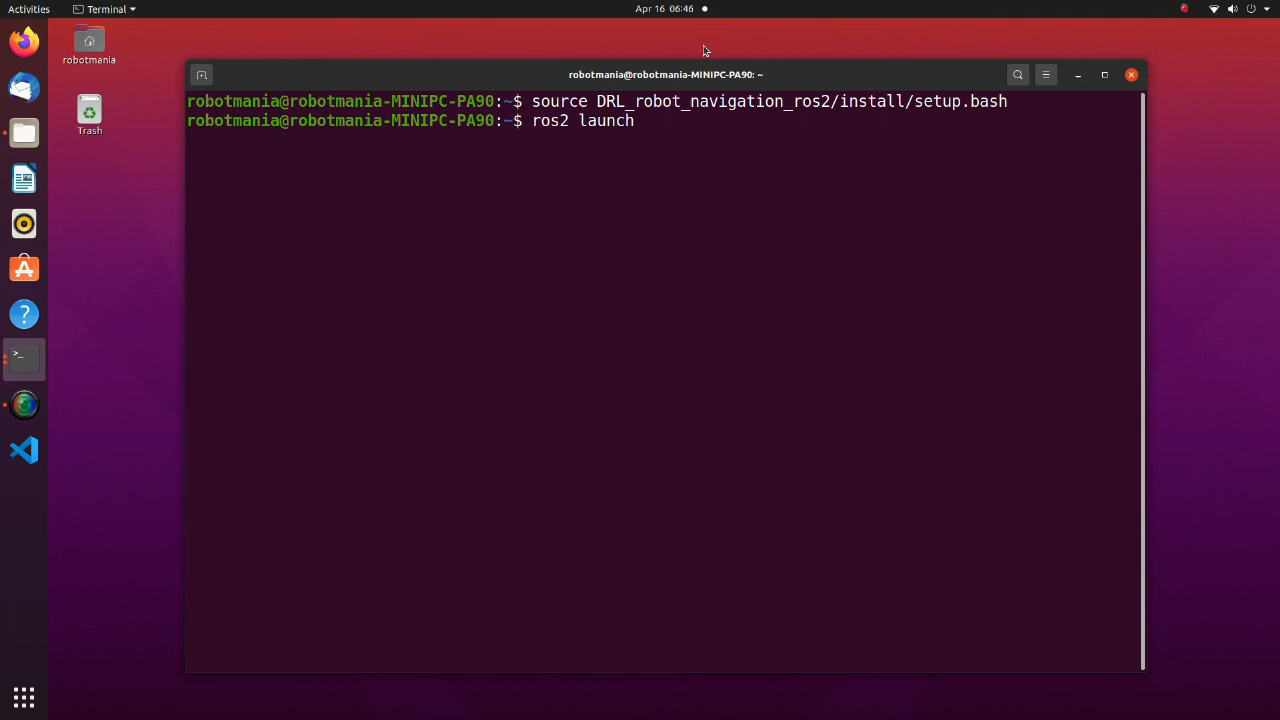 Activities
Terminal
Apr 16 06:46
robotmania
Trash
robotmania@robotmania-MINIPC-PA90: ~
robotmania@robotmania-MINIPC-PA90:~$ source DRL_robot_navigation_ros2/install/setup.bash
robotmania@robotmania-MINIPC-PA90:~$ ros2 launch